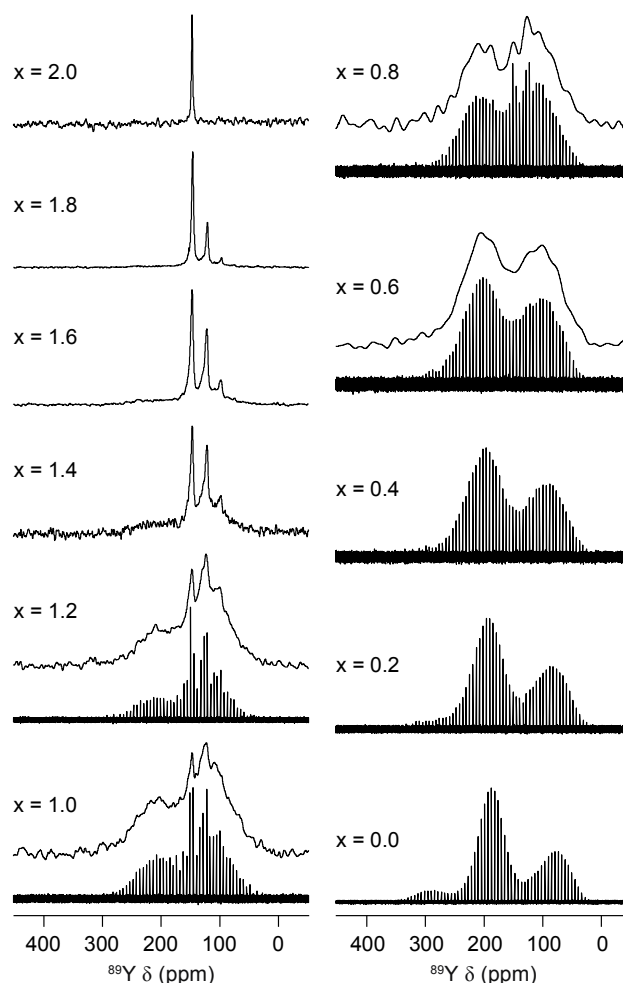 x = 2.0
x = 1.8
x = 1.6
x = 1.4
x = 1.2
x = 1.0
400 300 200 100 0
⁸⁹Y δ (ppm)
x = 0.8
x = 0.6
x = 0.4
x = 0.2
x = 0.0
400 300 200 100 0
⁸⁹Y δ (ppm)